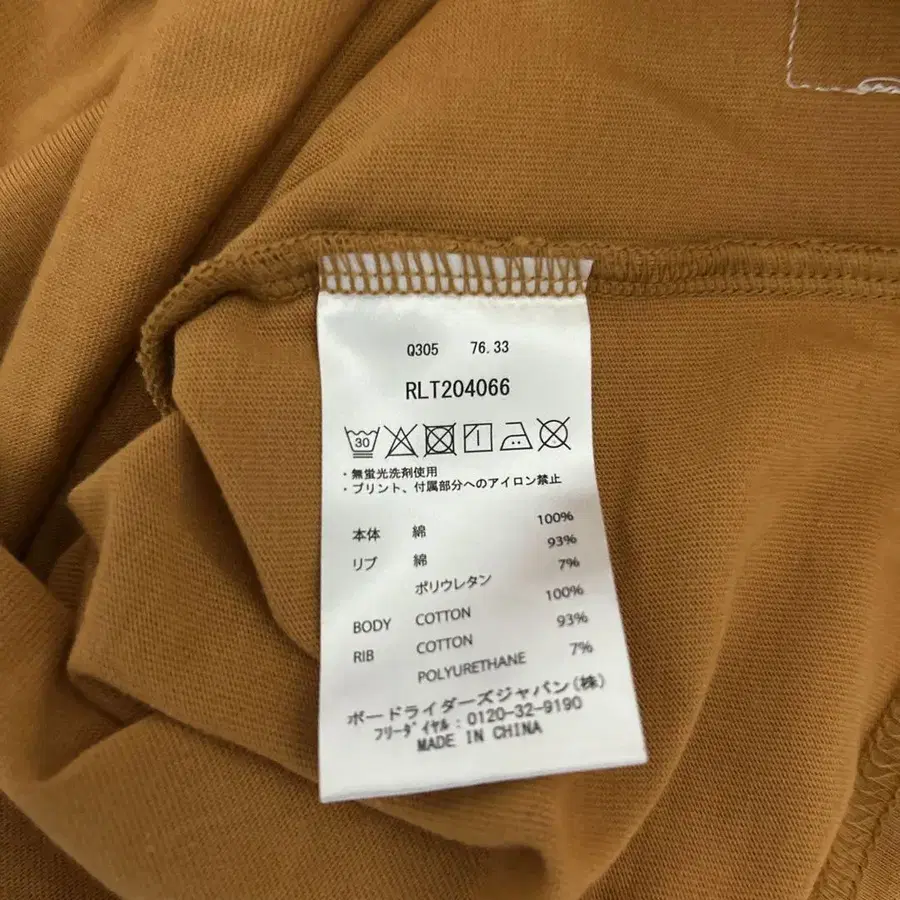 Q305 76.33
RLT204066
30
・無蛍光洗剤使用
・プリント、付属部分へのアイロン禁止
本体 綿 100%
リブ 綿 93%
ポリウレタン 7%
BODY COTTON 100%
RIB COTTON 93%
POLYURETHANE 7%
ボードライダーズジャパン(株)
フリーダイヤル:0120-32-9190
MADE IN CHINA